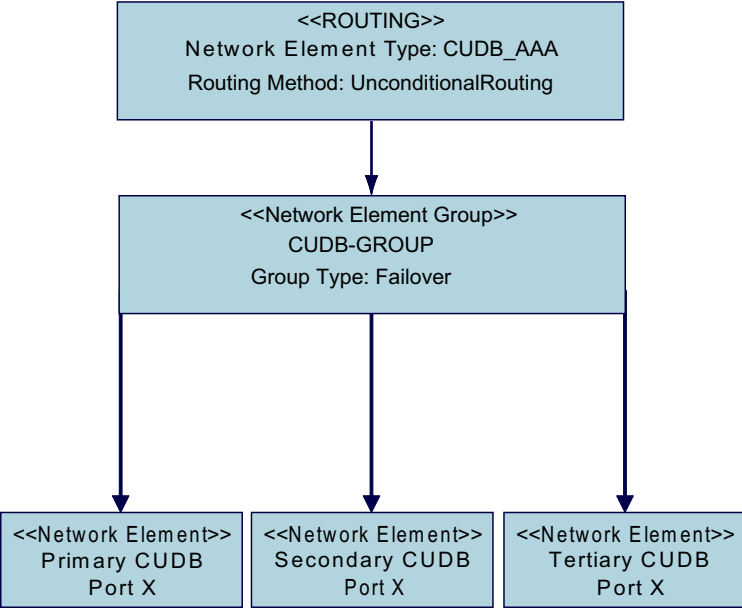 <<ROUTING>>
Network Element Type: CUDB_AAA
Routing Method: UnconditionalRouting
<<Network Element Group>>
CUDB-GROUP
Group Type: Failover
<<Network Element>>
Primary CUDB
Port X
<<Network Element>>
Secondary CUDB
Port X
<<Network Element>>
Tertiary CUDB
Port X